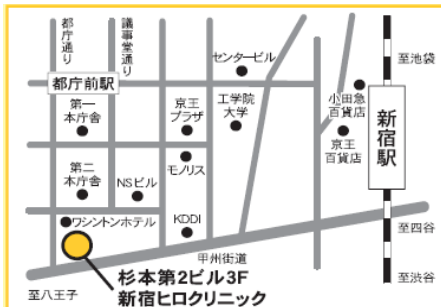 都庁通り
議事堂通り
センタービル
至池袋
都庁前駅
第一
本庁舎
京王
プラザ
工学院
大学
小田急
百貨店
京王
百貨店
新宿駅
第二
本庁舎
NSビル
モノリス
ワシントンホテル
KDDI
至四谷
甲州街道
至八王子
杉本第2ビル3F
新宿ヒロクリニック
至渋谷